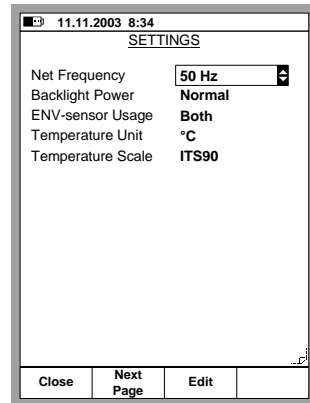 11.11.2003 8:34
SETTINGS
Net Frequency 50 Hz
Backlight Power Normal
ENV-sensor Usage Both
Temperature Unit °C
Temperature Scale ITS90
Close Next Page Edit